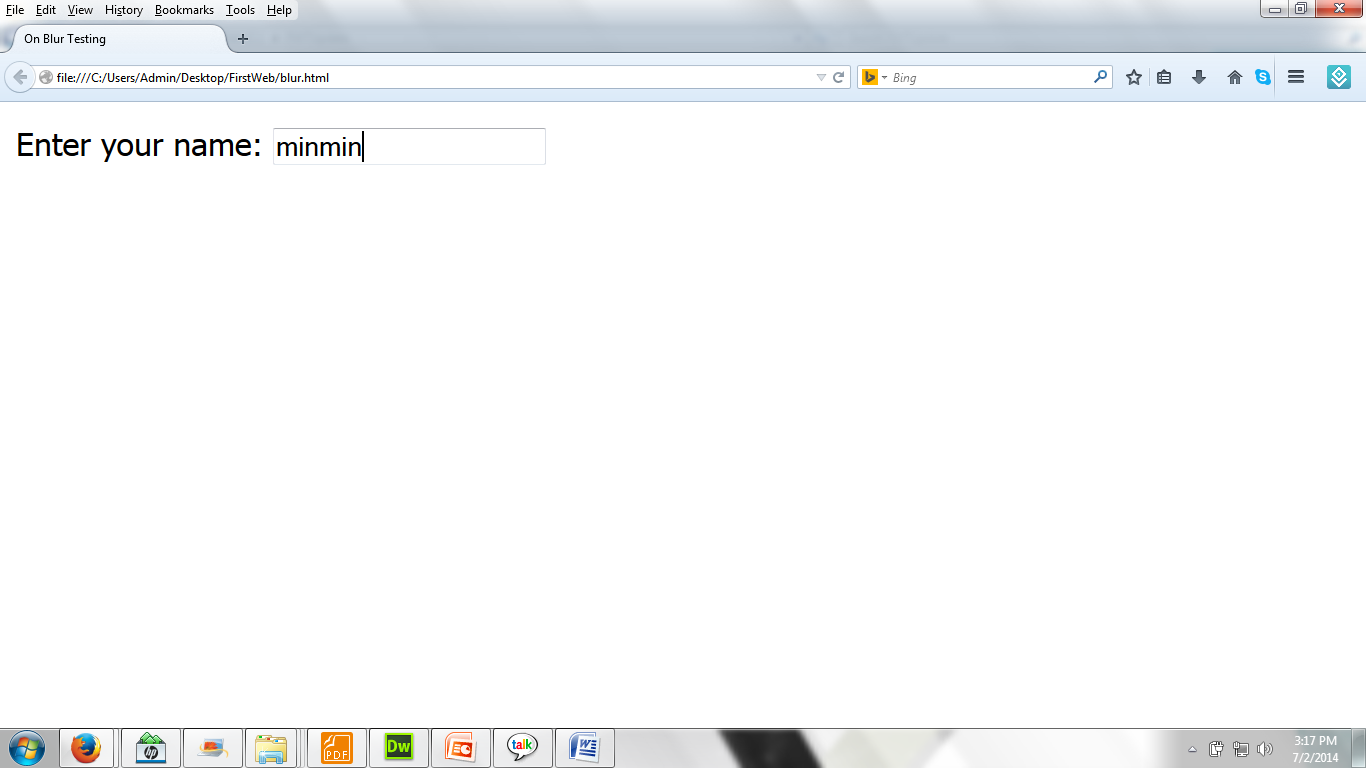 File Edit View History Bookmarks Tools Help
On Blur Testing
file:///C:/Users/Admin/Desktop/FirstWeb/blur.html
Bing
Enter your name: minmin
hp
PDF
Dw
talk
3:17 PM
7/2/2014